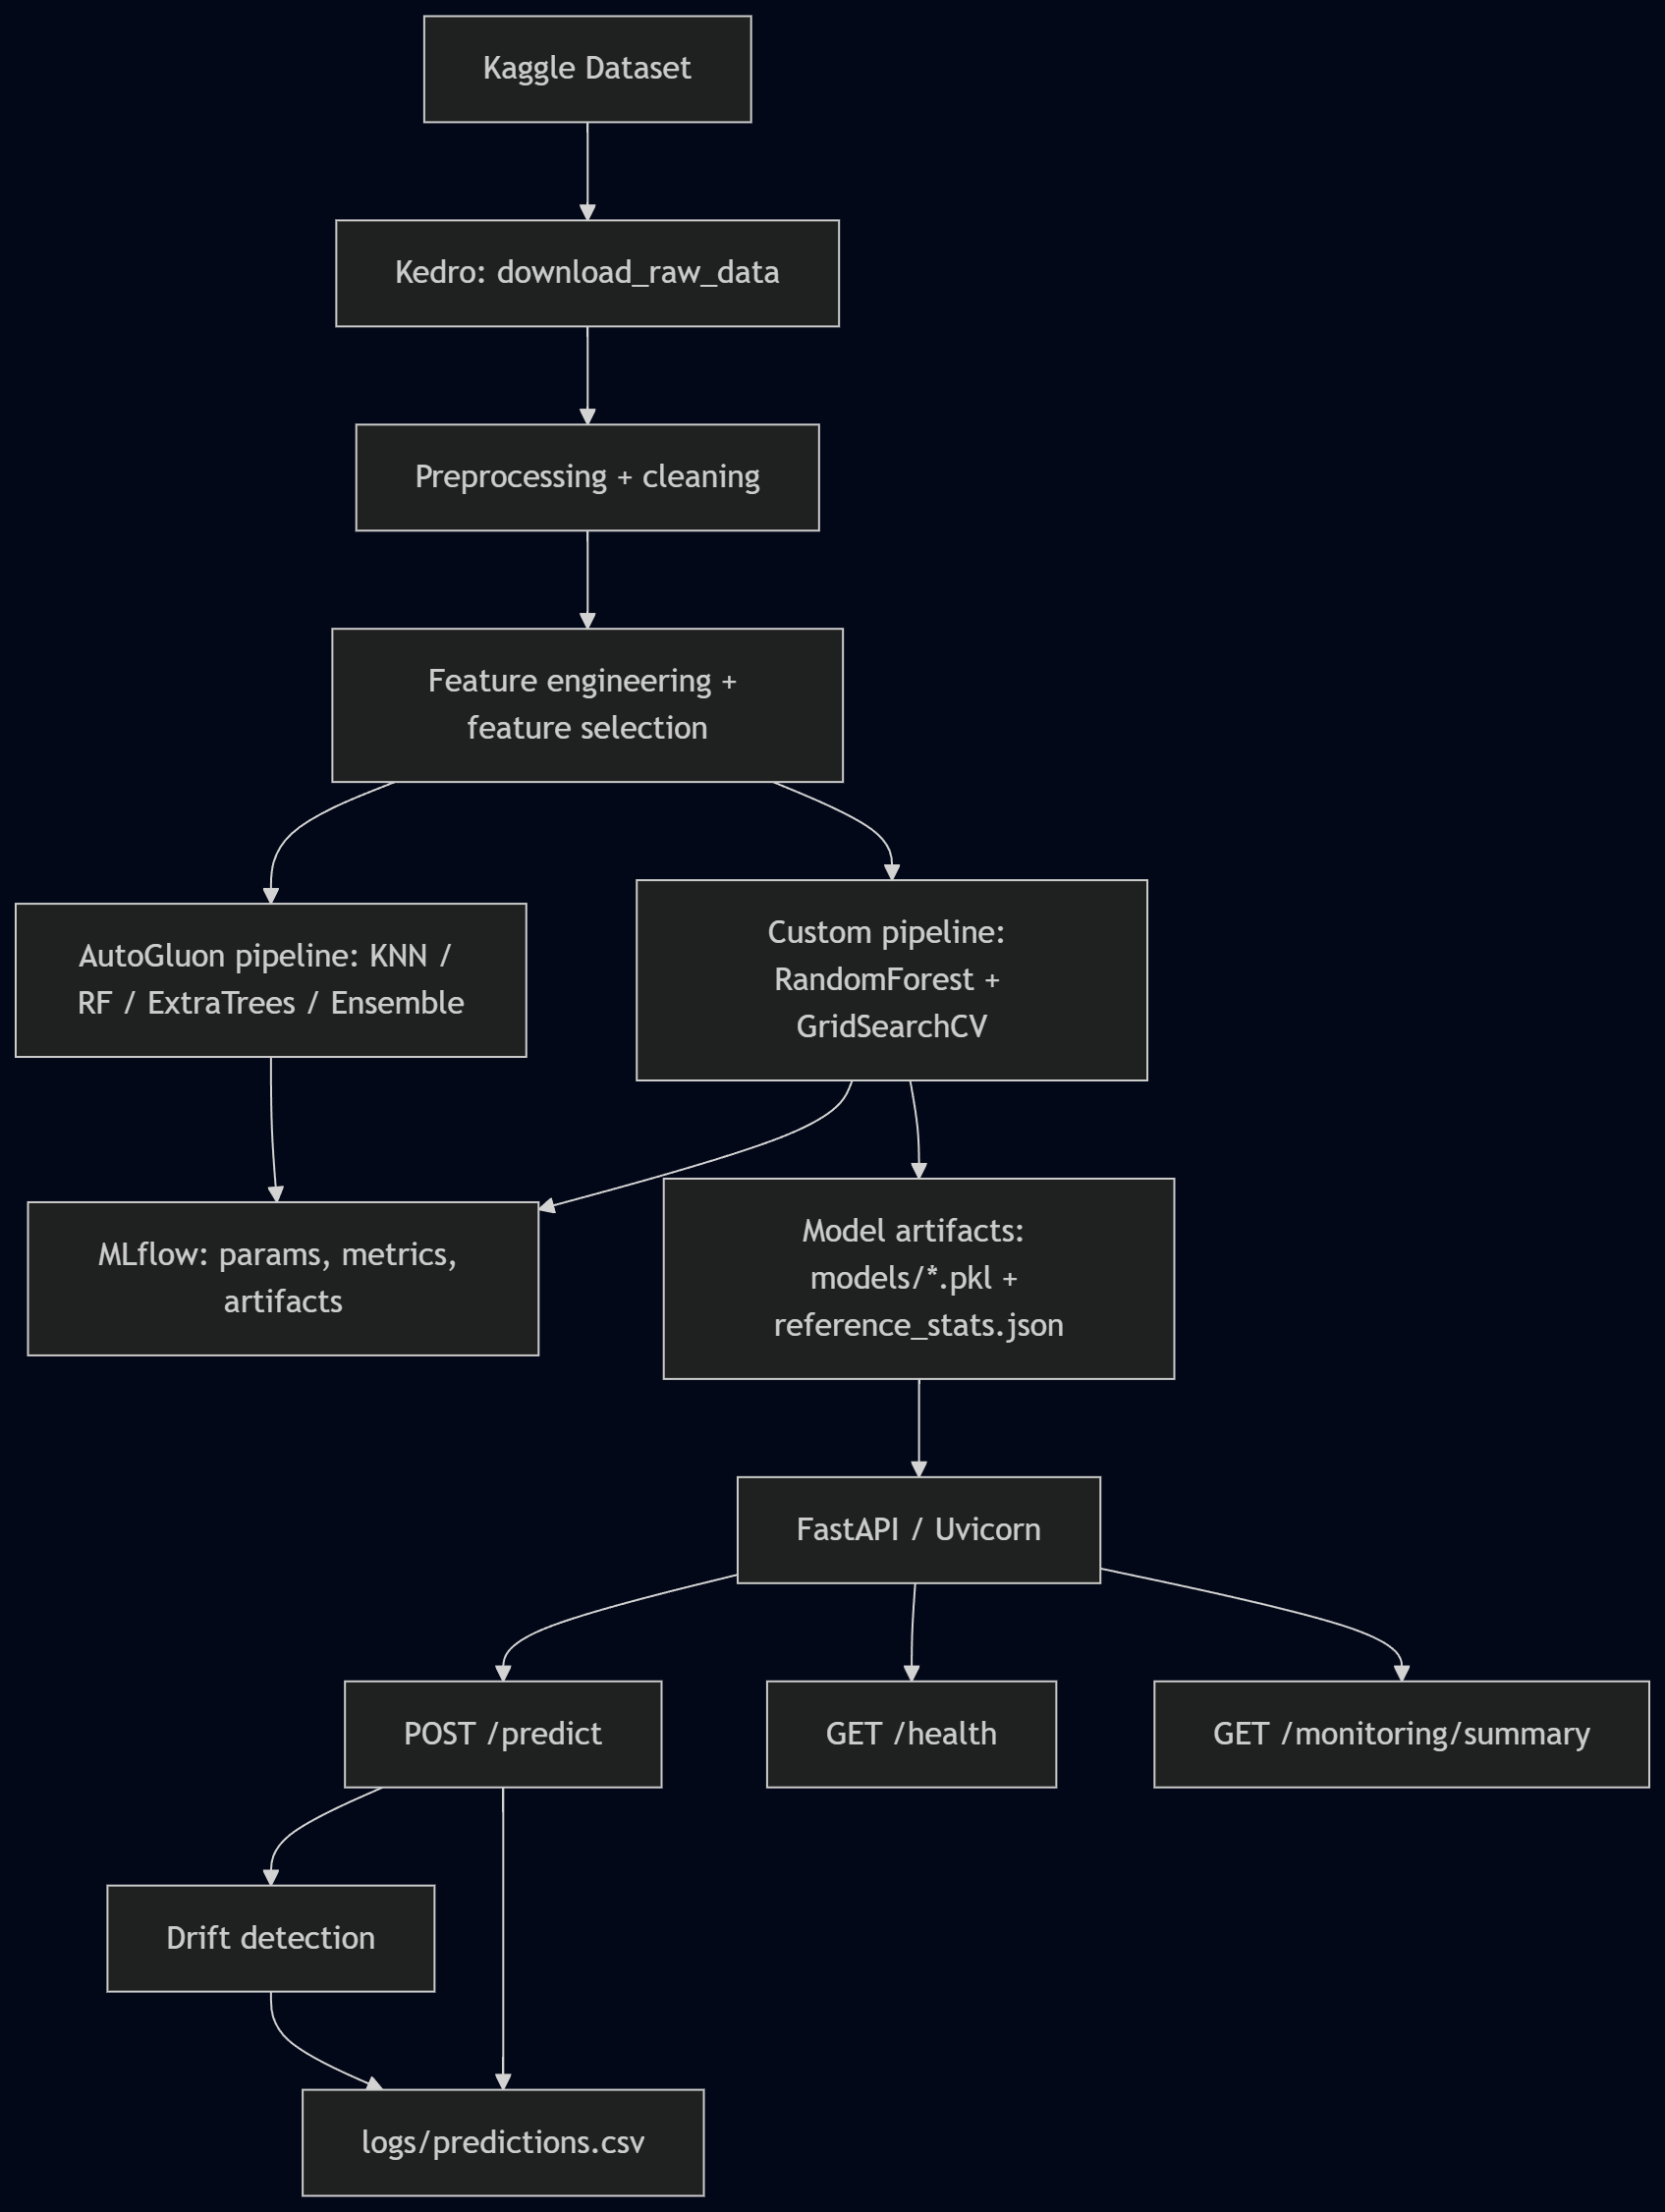 Kaggle Dataset
Kedro: download_raw_data
Preprocessing + cleaning
Feature engineering +
feature selection
AutoGluon pipeline: KNN /
RF / ExtraTrees / Ensemble
Custom pipeline:
RandomForest +
GridSearchCV
MLflow: params, metrics,
artifacts
Model artifacts:
models/*.pkl +
reference_stats.json
FastAPI / Uvicorn
POST /predict
GET /health
GET /monitoring/summary
Drift detection
logs/predictions.csv